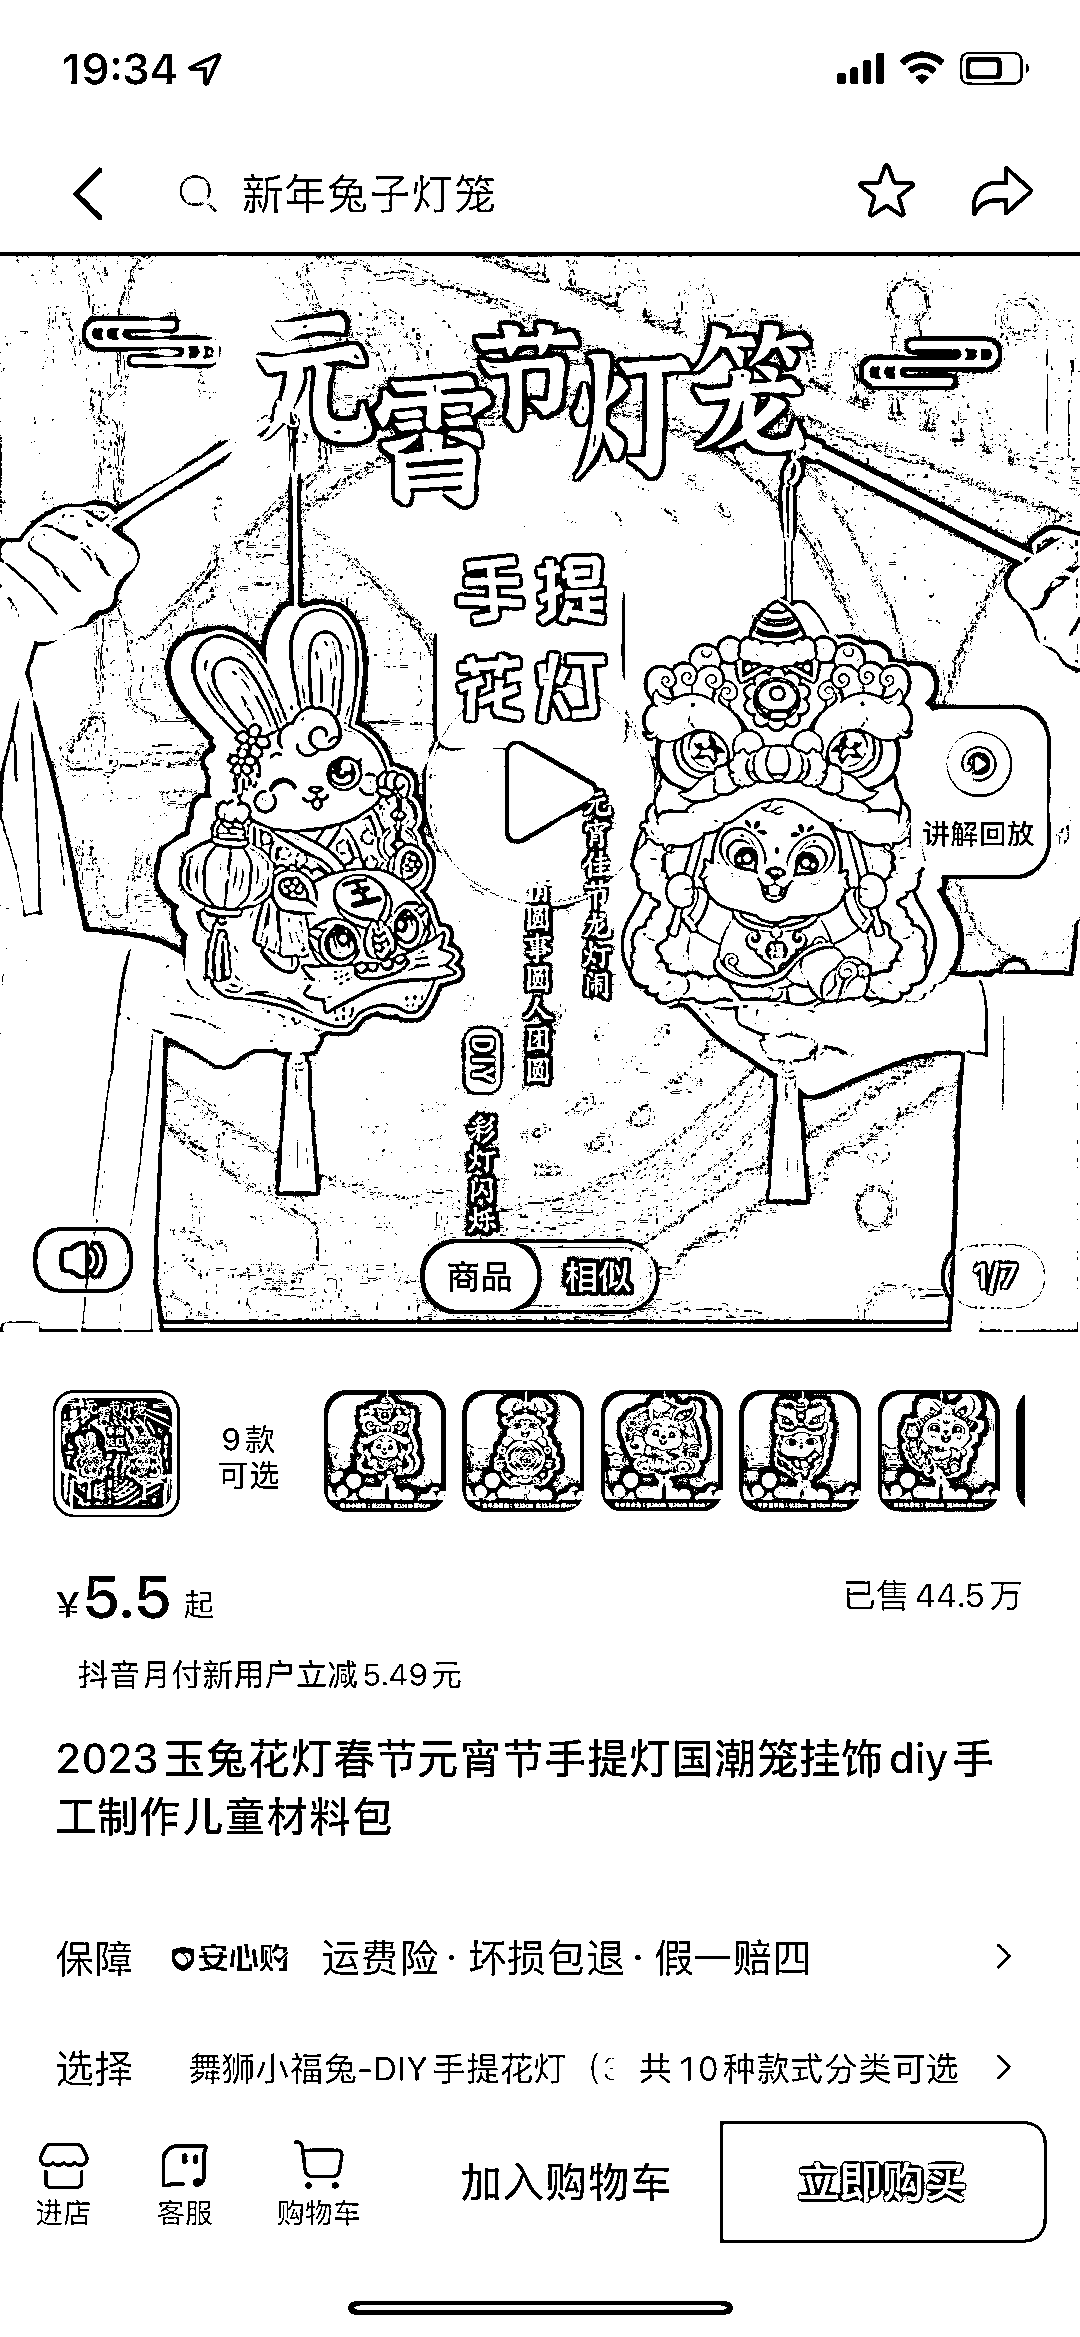 19:34
新年兔子灯笼
元宵节灯笼
手提
花灯
元宵佳节龙灯闹
圆事圆人团圆
DIY
彩灯闪烁
王
讲解回放
商品 相似
1/7
9款
可选
¥5.5 起
已售 44.5万
抖音月付新用户立减5.49元
2023玉兔花灯春节元宵节手提灯国潮笼挂饰diy手
工制作儿童材料包
保障 安心购 运费险 · 坏损包退 · 假一赔四
选择 舞狮小福兔-DIY手提花灯 共10种款式分类可选
进店 客服 购物车 加入购物车 立即购买